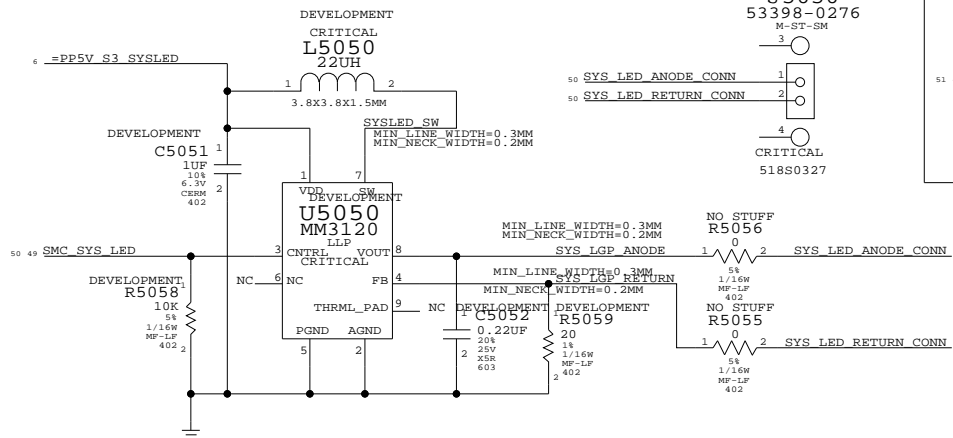 DEVELOPMENT
CRITICAL
L5050
22UH
1 2
3.8X3.8X1.5MM
6 =PP5V_S3_SYSLED
SYSLED_SW
MIN_LINE_WIDTH=0.3MM
MIN_NECK_WIDTH=0.2MM
DEVELOPMENT
C5051
1UF
10%
6.3V
CERM
402
1
2
53398-0276
M-ST-SM
3
50 SYS_LED_ANODE_CONN 1
50 SYS_LED_RETURN_CONN 2
4
CRITICAL
518S0327
51
1 7
VDD SW
DEVELOPMENT
U5050
MM3120
LLP
CRITICAL
3 CNTRL VOUT 8
NC 6 NC FB 4
THRML_PAD 9 NC
PGND AGND
5 2
50 49 SMC_SYS_LED
DEVELOPMENT
R5058
10K
5%
1/16W
MF-LF
402
1
2
MIN_LINE_WIDTH=0.3MM
MIN_NECK_WIDTH=0.2MM
SYS_LGP_ANODE
MIN_LINE_WIDTH=0.3MM
SYS_LGP_RETURN
MIN_NECK_WIDTH=0.2MM
DEVELOPMENT
C5052
0.22UF
20%
25V
X5R
603
1
2
DEVELOPMENT
R5059
20
1%
1/16W
MF-LF
402
1
2
NO STUFF
R5056
0
1 2 SYS_LED_ANODE_CONN
5%
1/16W
MF-LF
402
NO STUFF
R5055
0
1 2 SYS_LED_RETURN_CONN
5%
1/16W
MF-LF
402